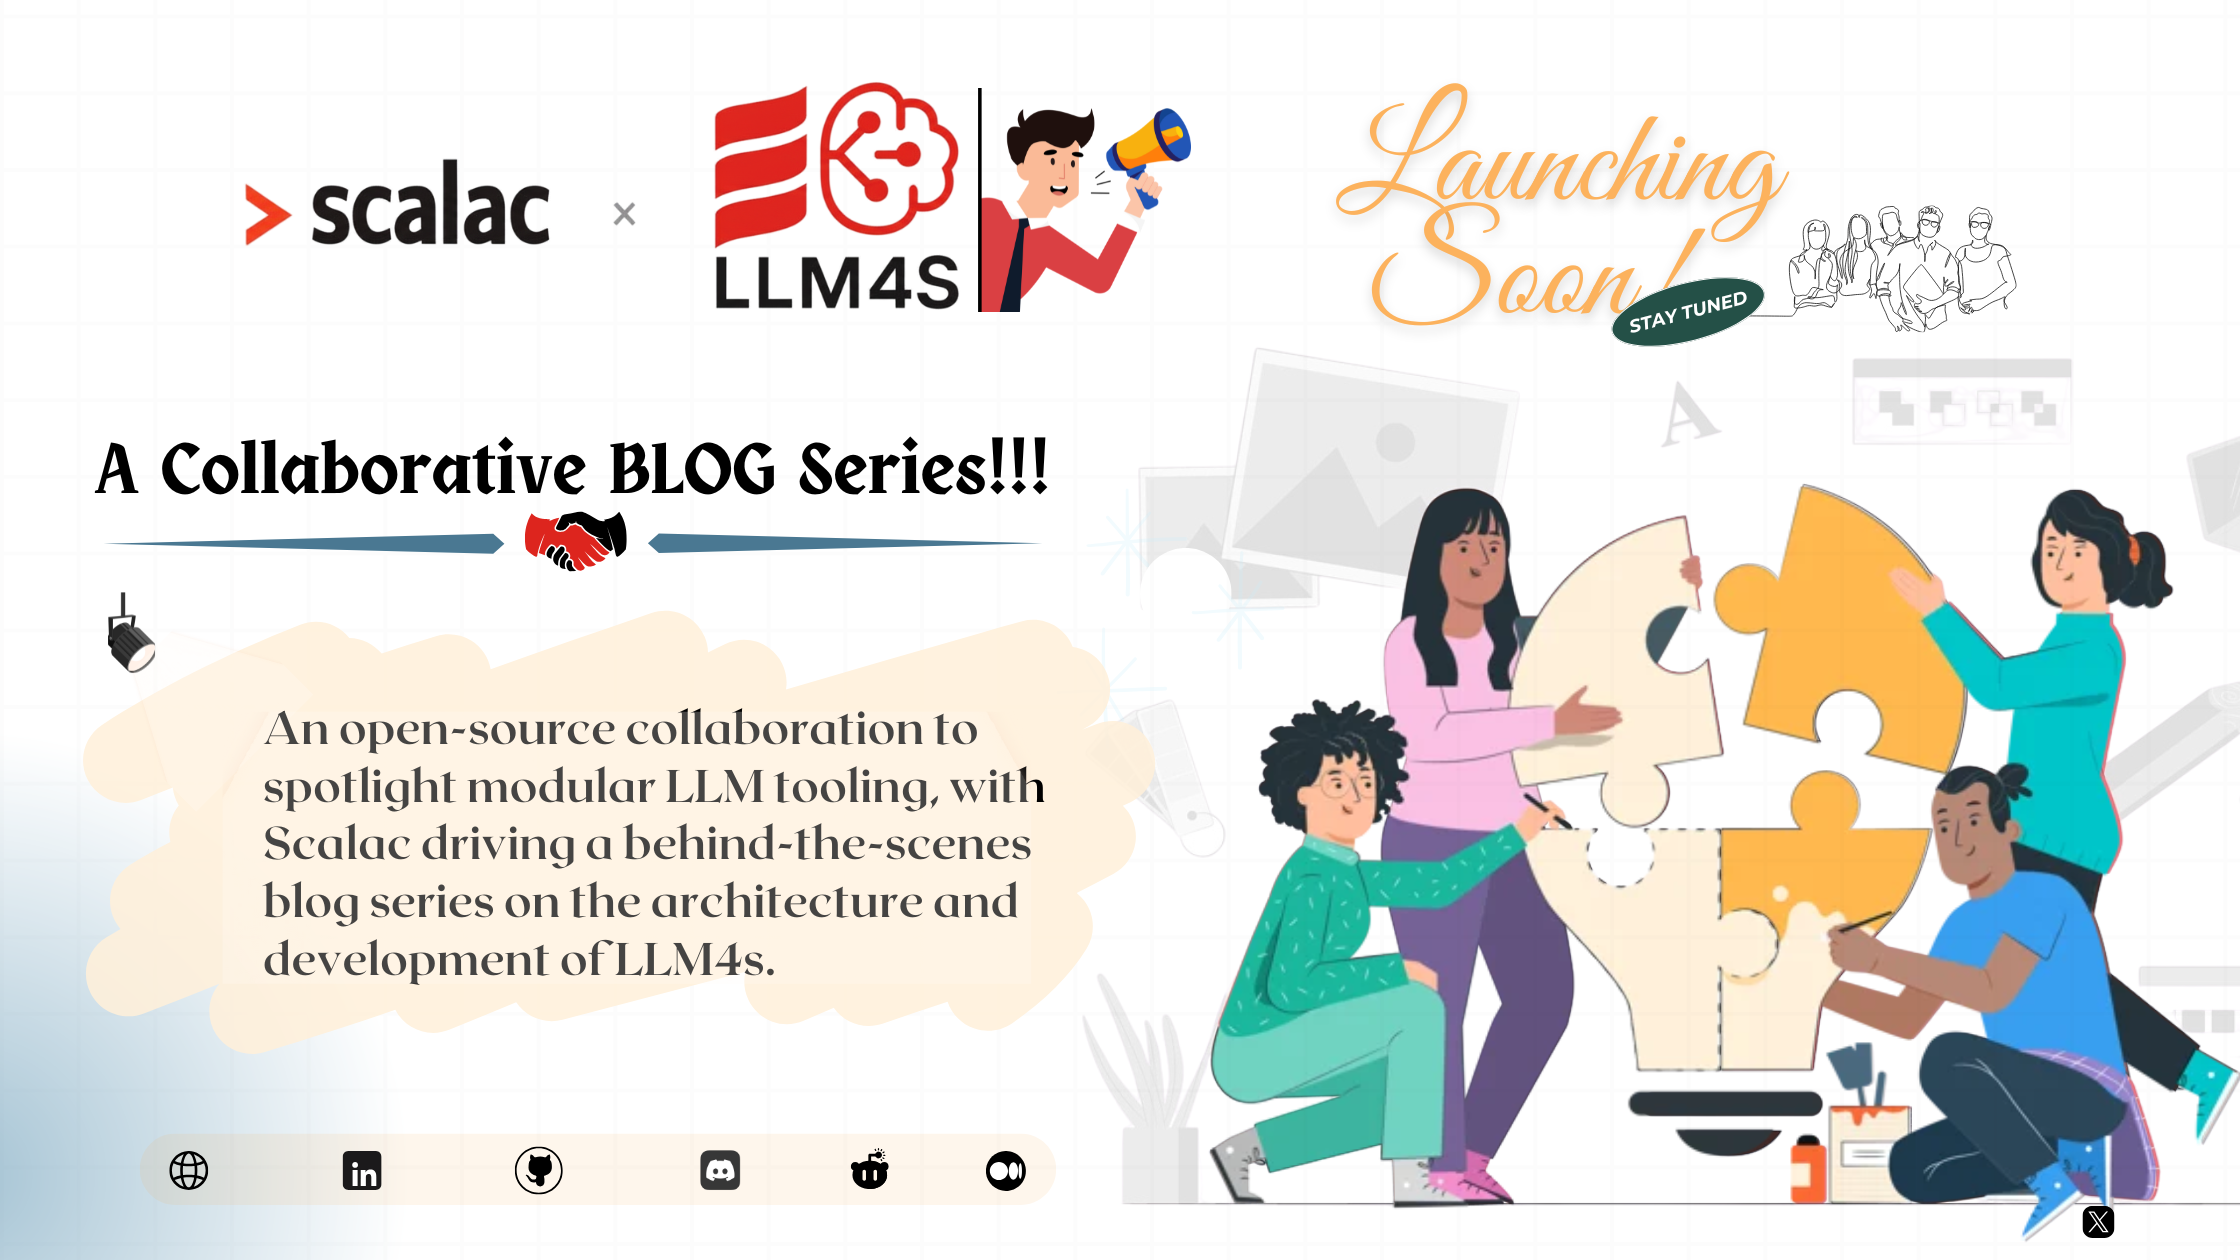 scalac
×
LLM4S
Launching
Soon!
STAY TUNED
A Collaborative BLOG Series!!!
An open-source collaboration to
spotlight modular LLM tooling, with
Scalac driving a behind-the-scenes
blog series on the architecture and
development of LLM4s.
A
in
X